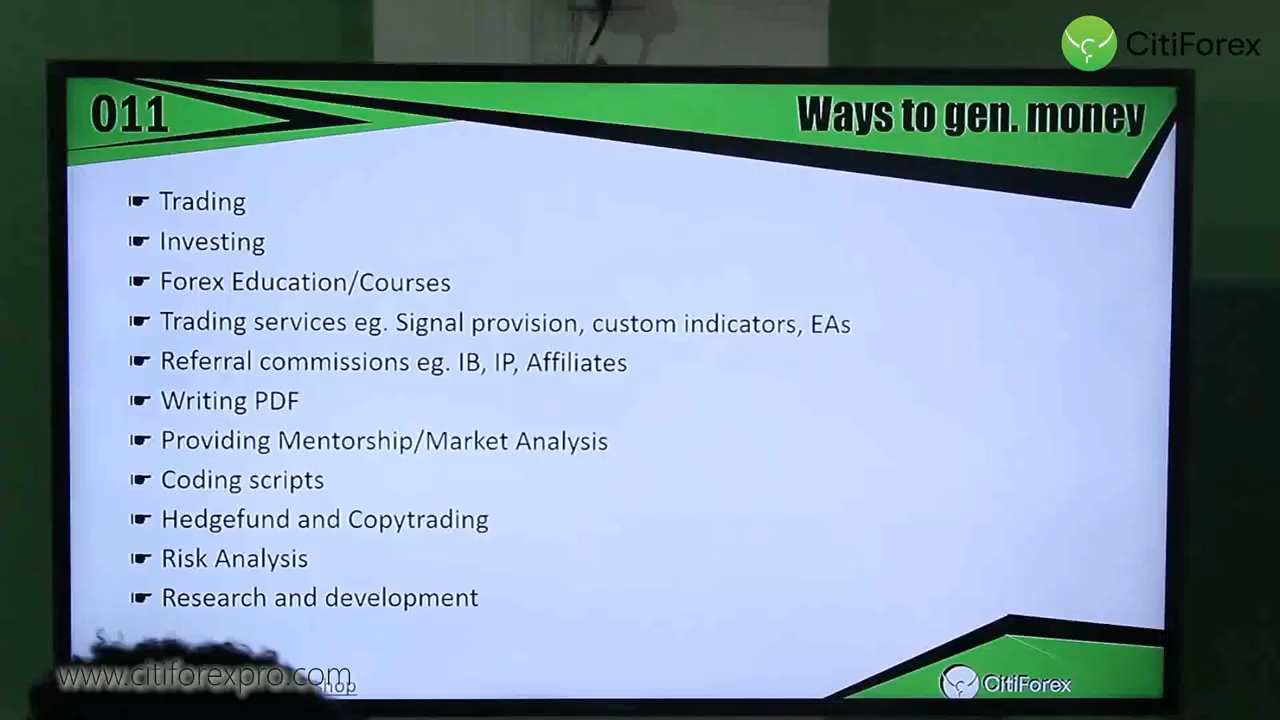 CitiForex
011
Ways to gen. money
Trading
Investing
Forex Education/Courses
Trading services eg. Signal provision, custom indicators, EAs
Referral commissions eg. IB, IP, Affiliates
Writing PDF
Providing Mentorship/Market Analysis
Coding scripts
Hedgefund and Copytrading
Risk Analysis
Research and development
www.citiforexpro.com
CitiForex